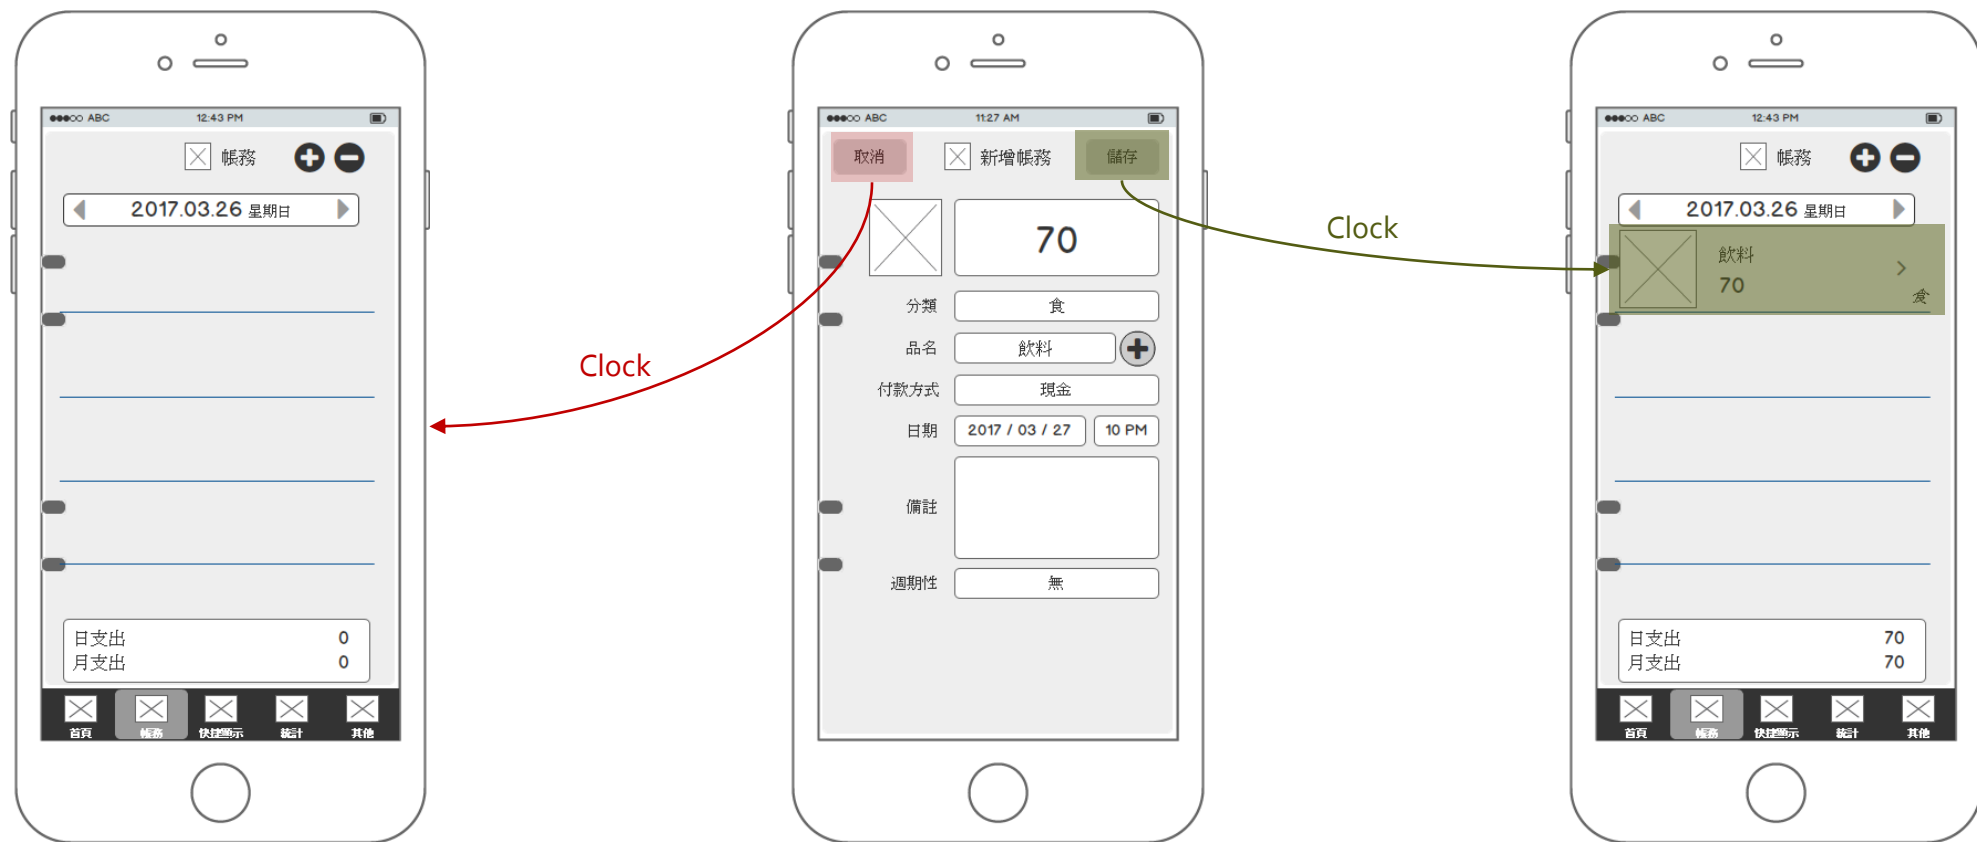 ABC 12:43 PM
帳務
2017.03.26 星期日
日支出 0
月支出 0
首頁 帳務 快捷顯示 統計 其他
Clock
ABC 11:27 AM
取消 新增帳務 儲存
70
分類 食
品名 飲料
付款方式 現金
日期 2017 / 03 / 27 10 PM
備註
週期性 無
Clock
ABC 12:43 PM
帳務
2017.03.26 星期日
飲料
70
食
日支出 70
月支出 70
首頁 帳務 快捷顯示 統計 其他